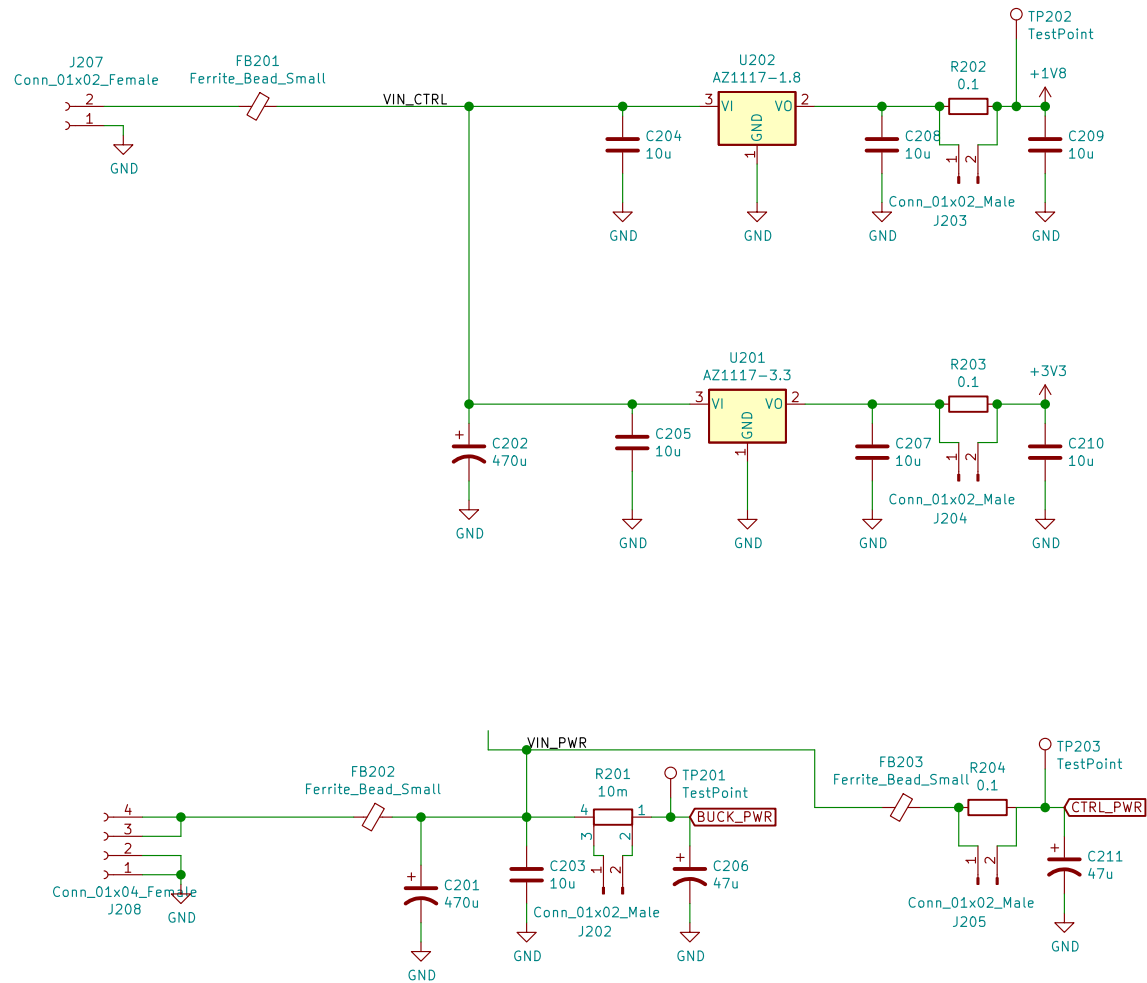 TP202
TestPoint
J207
Conn_01x02_Female
2
1
GND
FB201
Ferrite_Bead_Small
VIN_CTRL
C204
10u
GND
U202
AZ1117-1.8
3
VI
VO
2
GND
1
GND
C208
10u
GND
R202
0.1
+1V8
1
2
Conn_01x02_Male
J203
C209
10u
GND
C202
470u
+
GND
C205
10u
GND
U201
AZ1117-3.3
3
VI
VO
2
GND
1
GND
C207
10u
GND
R203
0.1
+3V3
1
2
Conn_01x02_Male
J204
C210
10u
GND
VIN_PWR
4
3
2
1
Conn_01x04_Female
J208
GND
FB202
Ferrite_Bead_Small
+
C201
470u
GND
C203
10u
GND
R201
10m
4
1
3
2
1
2
Conn_01x02_Male
J202
TP201
TestPoint
BUCK_PWR
+
C206
47u
GND
FB203
Ferrite_Bead_Small
R204
0.1
1
2
Conn_01x02_Male
J205
TP203
TestPoint
CTRL_PWR
+
C211
47u
GND